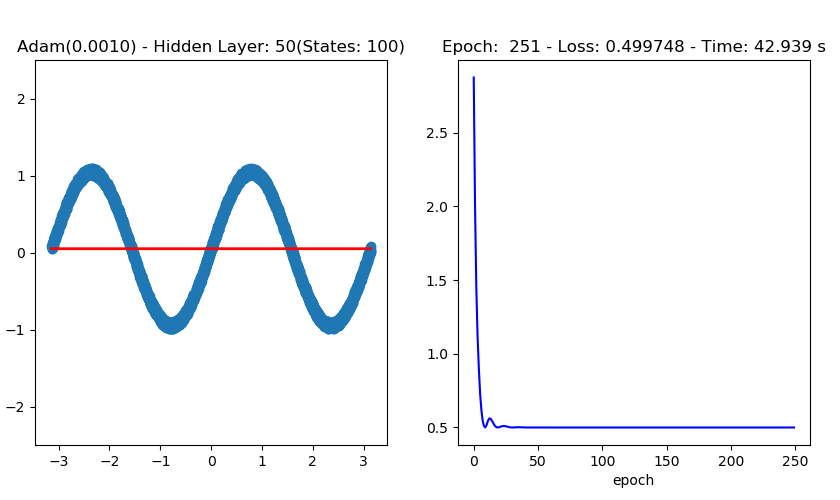 Adam(0.0010) - Hidden Layer: 50(States: 100)
2
1
0
−1
−2
−3 −2 −1 0 1 2 3
Epoch:  251 - Loss: 0.499748 - Time: 42.939 s
2.5
2.0
1.5
1.0
0.5
0 50 100 150 200 250
epoch